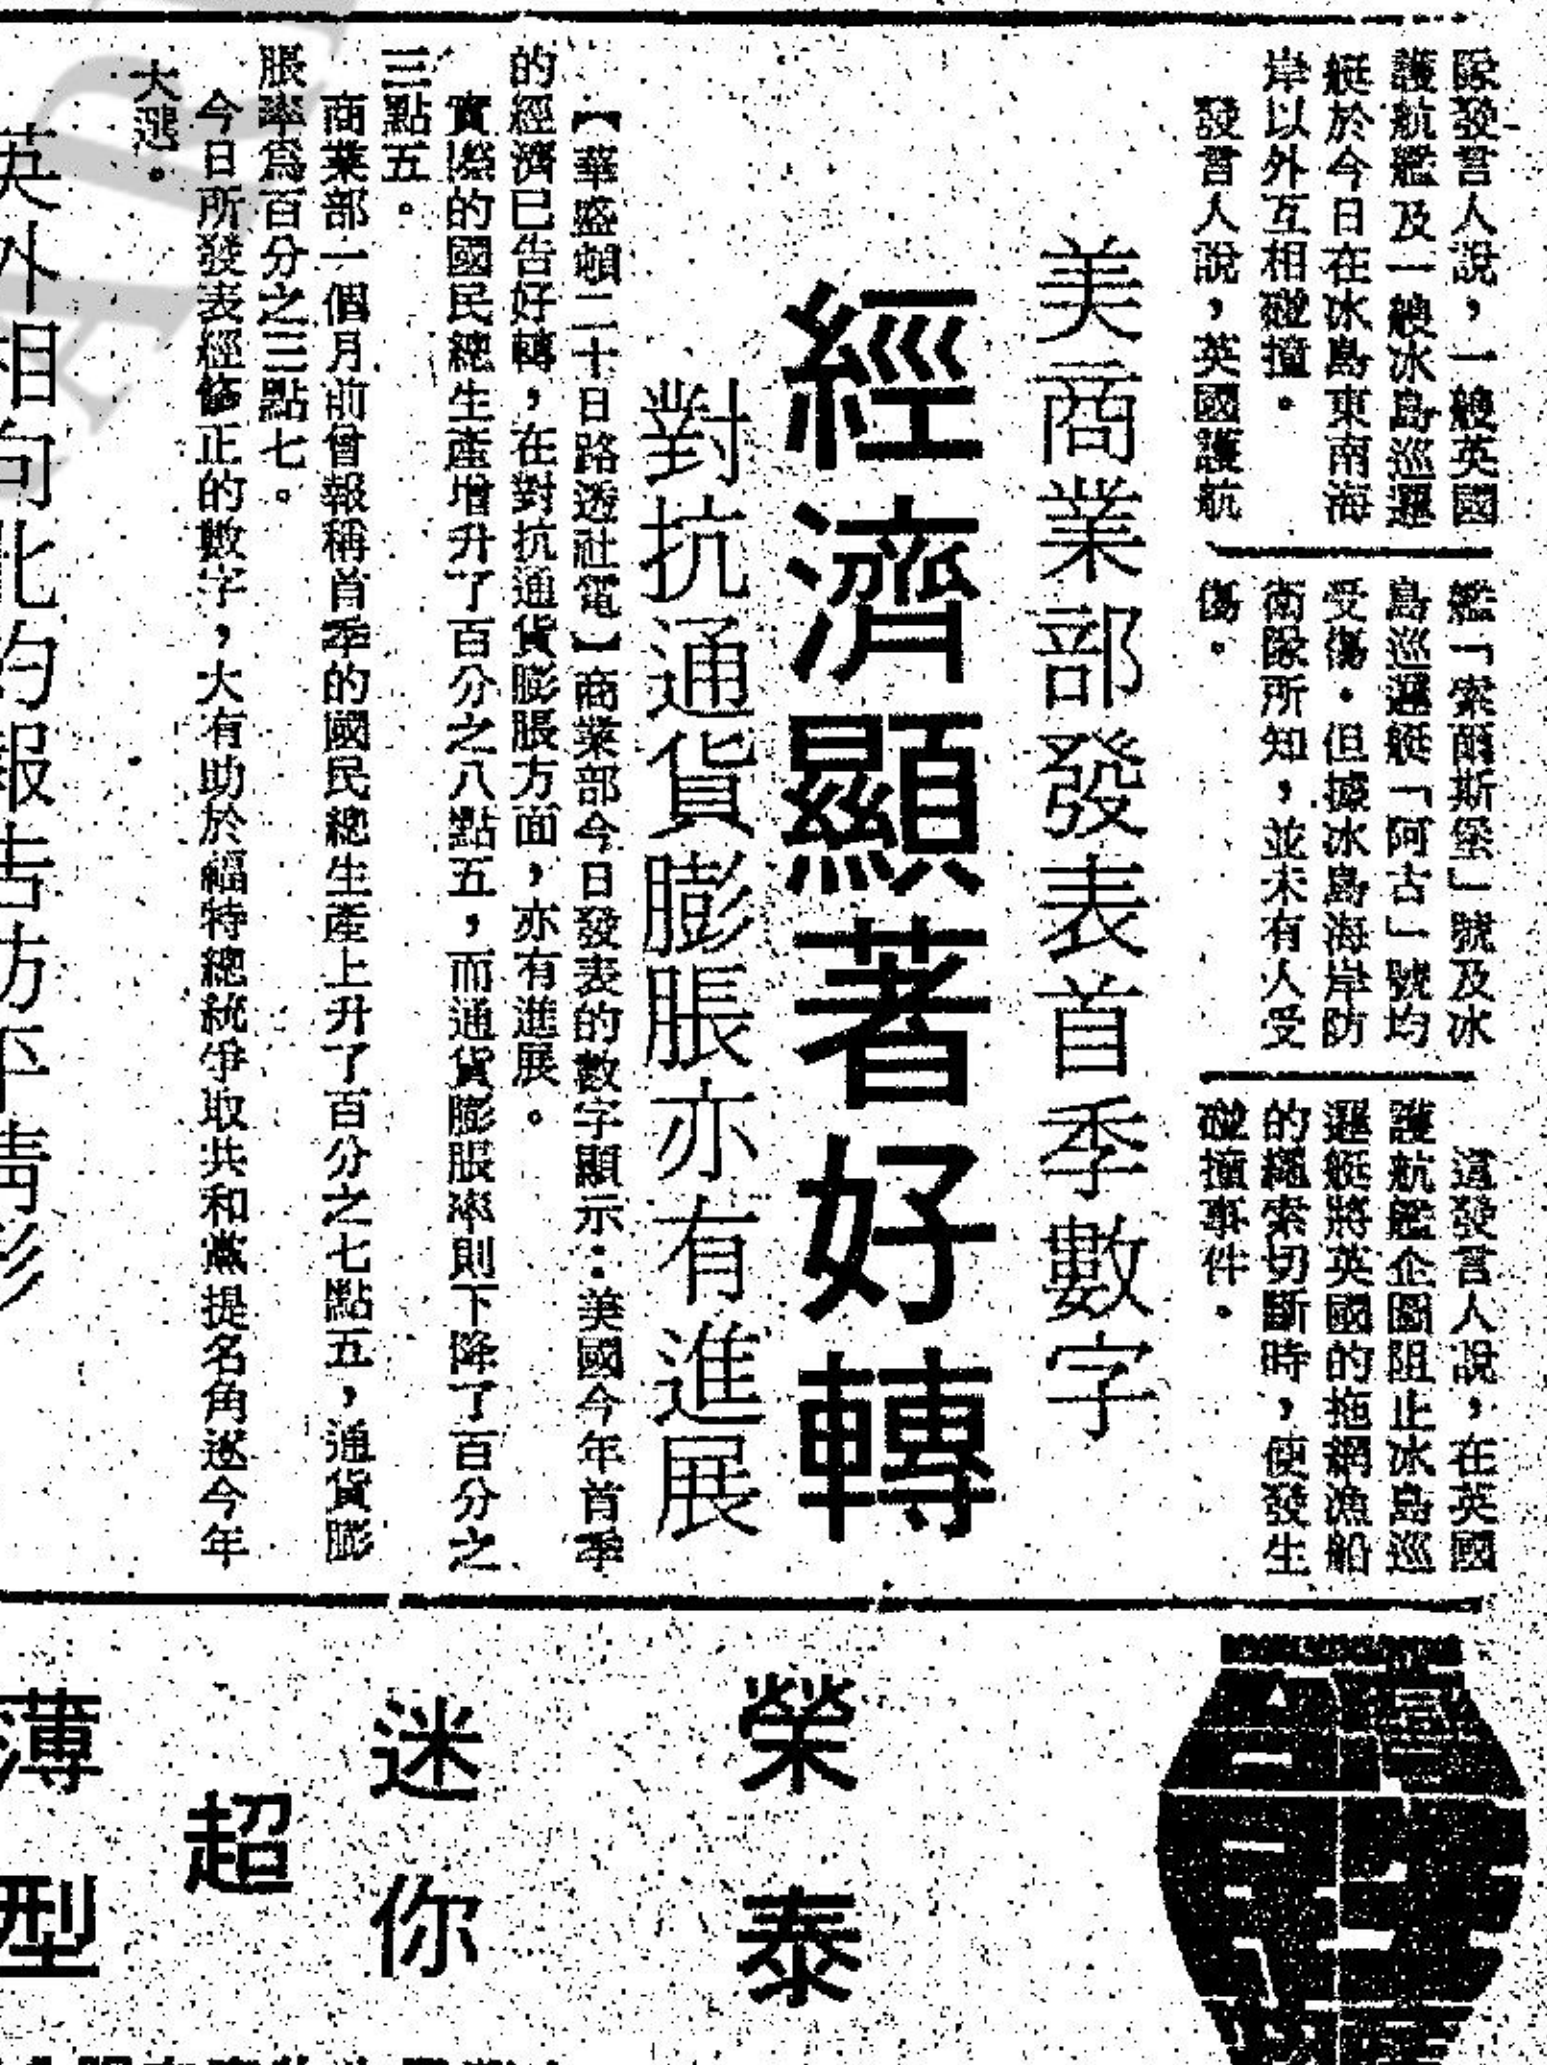 隊發言人說，一艘英國
護航艦及一艘冰島巡邏
艇於今日在冰島東南海
岸以外互相碰撞。
發言人說，英國護航
艦「索爾斯堡」號及冰
島巡邏艇「阿古」號均
受傷。但據冰島海岸防
衛隊所知，並未有人受
傷。
這發言人說，在英國
護航艦企圖阻止冰島巡
邏艇將英國的拖網漁船
的繩索切斷時，便發生
碰撞事件。
美商業部發表首季數字
經濟顯著好轉
對抗通貨膨脹亦有進展
【華盛頓二十日路透社電】商業部今日發表的數字顯示：美國今年首季
的經濟已告好轉，在對抗通貨膨脹方面，亦有進展。
實際的國民總生產增升了百分之八點五，而通貨膨脹率則下降了百分之
三點五。
商業部一個月前曾報稱首季的國民總生產上升了百分之七點五，通貨膨
脹率爲百分之三點七。
今日所發表經修正的數字，大有助於福特總統爭取共和黨提名角逐今年
大選。
英外相向北約報告訪平情形
榮泰
迷你
超
薄型